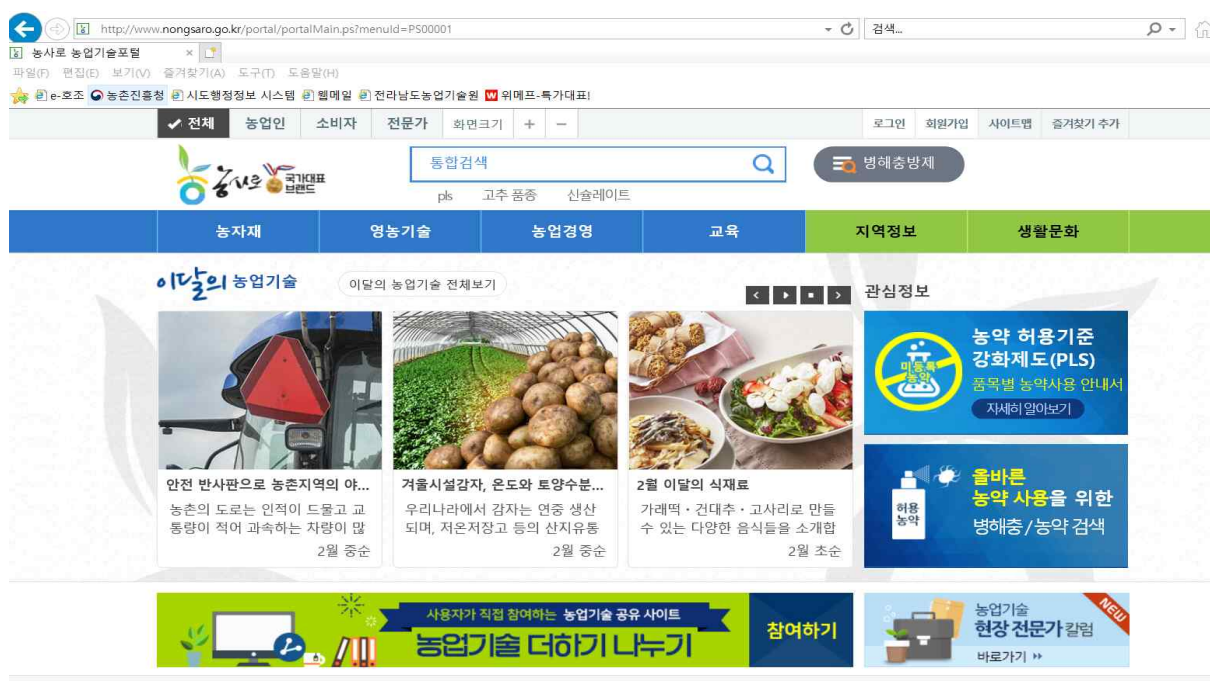 http://www.nongsaro.go.kr/portal/portalMain.ps?menuId=PS00001
검색...
농사로 농업기술포털
파일(F) 편집(E) 보기(V) 즐겨찾기(A) 도구(T) 도움말(H)
e-호조 농촌진흥청 시도행정정보 시스템 웹메일 전라남도농업기술원 위메프-특가대표!
전체 농업인 소비자 전문가 화면크기 + -
로그인 회원가입 사이트맵 즐겨찾기 추가
농사로 국가대표 브랜드
통합검색
병해충방제
pls 고추 품종 신슐레이트
농자재 영농기술 농업경영 교육 지역정보 생활문화
이달의 농업기술
이달의 농업기술 전체보기
관심정보
안전 반사판으로 농촌지역의 야...
농촌의 도로는 인적이 드물고 교
통량이 적어 과속하는 차량이 많
2월 중순
겨울시설감자, 온도와 토양수분...
우리나라에서 감자는 연중 생산
되며, 저온저장고 등의 산지유통
2월 중순
2월 이달의 식재료
가래떡・건대추・고사리로 만들
수 있는 다양한 음식들을 소개합
2월 초순
미등록
농약
농약 허용기준
강화제도(PLS)
품목별 농약사용 안내서
자세히 알아보기
허용
농약
올바른
농약 사용을 위한
병해충/농약 검색
사용자가 직접 참여하는 농업기술 공유 사이트
농업기술 더하기 나누기
참여하기
농업기술
현장 전문가 칼럼
바로가기 »
NEW